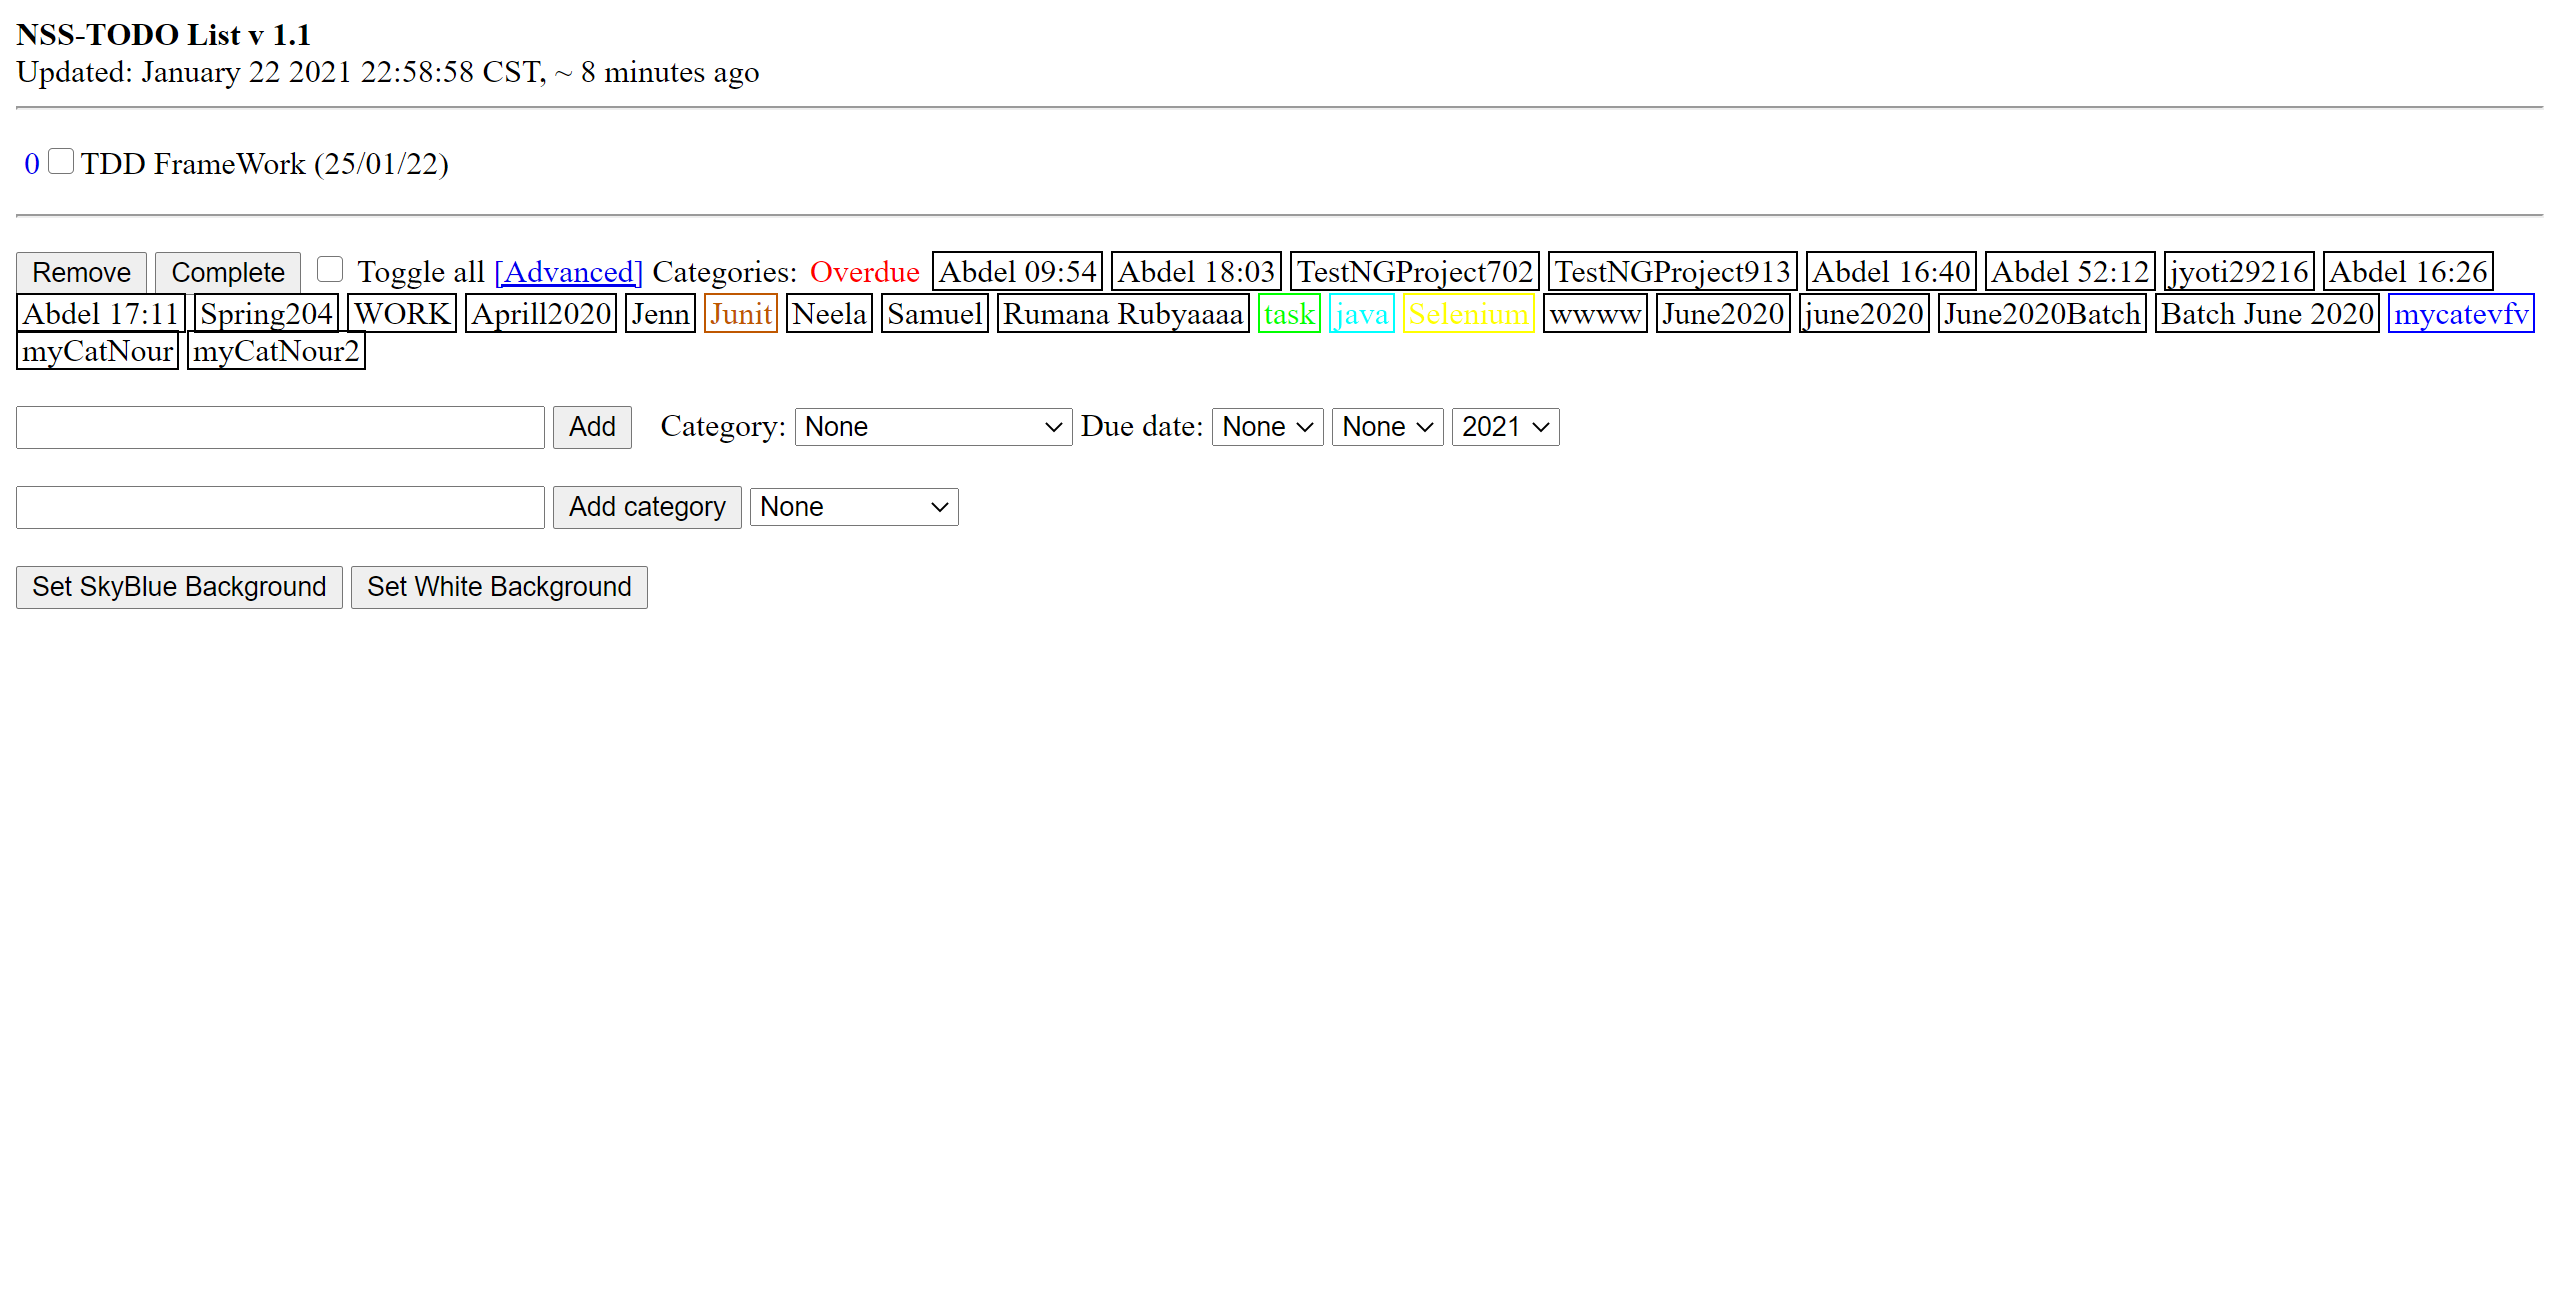 NSS-TODO List v 1.1
Updated: January 22 2021 22:58:58 CST, ~ 8 minutes ago
0 TDD FrameWork (25/01/22)
Remove Complete Toggle all [Advanced] Categories: Overdue Abdel 09:54 Abdel 18:03 TestNGProject702 TestNGProject913 Abdel 16:40 Abdel 52:12 jyoti29216 Abdel 16:26
Abdel 17:11 Spring204 WORK Aprill2020 Jenn Junit Neela Samuel Rumana Rubyaaaa task java Selenium wwww June2020 june2020 June2020Batch Batch June 2020 mycatevfv
myCatNour myCatNour2
Add Category: None Due date: None None 2021
Add category None
Set SkyBlue Background Set White Background